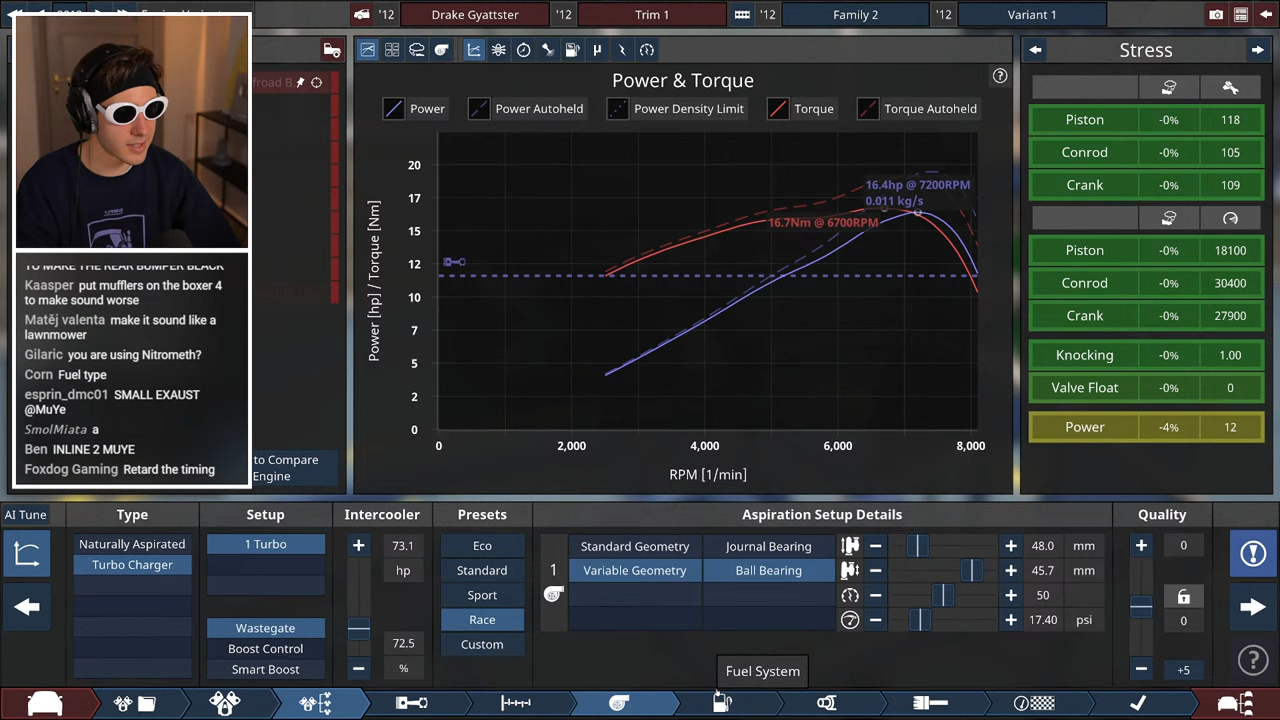 '12
Drake Gyattster
'12
Trim 1
'12
Family 2
'12
Variant 1
TO MAKE THE REAR BUMPER BLACK
Kaasper put mufflers on the boxer 4
to make sound worse
Matěj valenta make it sound like a
lawnmower
Gilaric you are using Nitrometh?
Corn Fuel type
esprin_dmc01 SMALL EXAUST
@MuYe
SmolMiata a
Ben INLINE 2 MUYE
Foxdog Gaming Retard the timing
to Compare
Engine
Power & Torque
Power
Power Autoheld
Power Density Limit
Torque
Torque Autoheld
Power [hp] / Torque [Nm]
20
17
15
12
10
7
5
2
0
16.4hp @ 7200RPM
0.011 kg/s
16.7Nm @ 6700RPM
0
2,000
4,000
6,000
8,000
RPM [1/min]
Stress
Piston -0% 118
Conrod -0% 105
Crank -0% 109
Piston -0% 18100
Conrod -0% 30400
Crank -0% 27900
Knocking -0% 1.00
Valve Float -0% 0
Power -4% 12
AI Tune
Type
Naturally Aspirated
Turbo Charger
Setup
1 Turbo
Wastegate
Boost Control
Smart Boost
Intercooler
73.1
hp
72.5
%
Presets
Eco
Standard
Sport
Race
Custom
Aspiration Setup Details
1
Standard Geometry
Journal Bearing
48.0 mm
Variable Geometry
Ball Bearing
45.7 mm
50
17.40 psi
Quality
0
0
+5
Fuel System